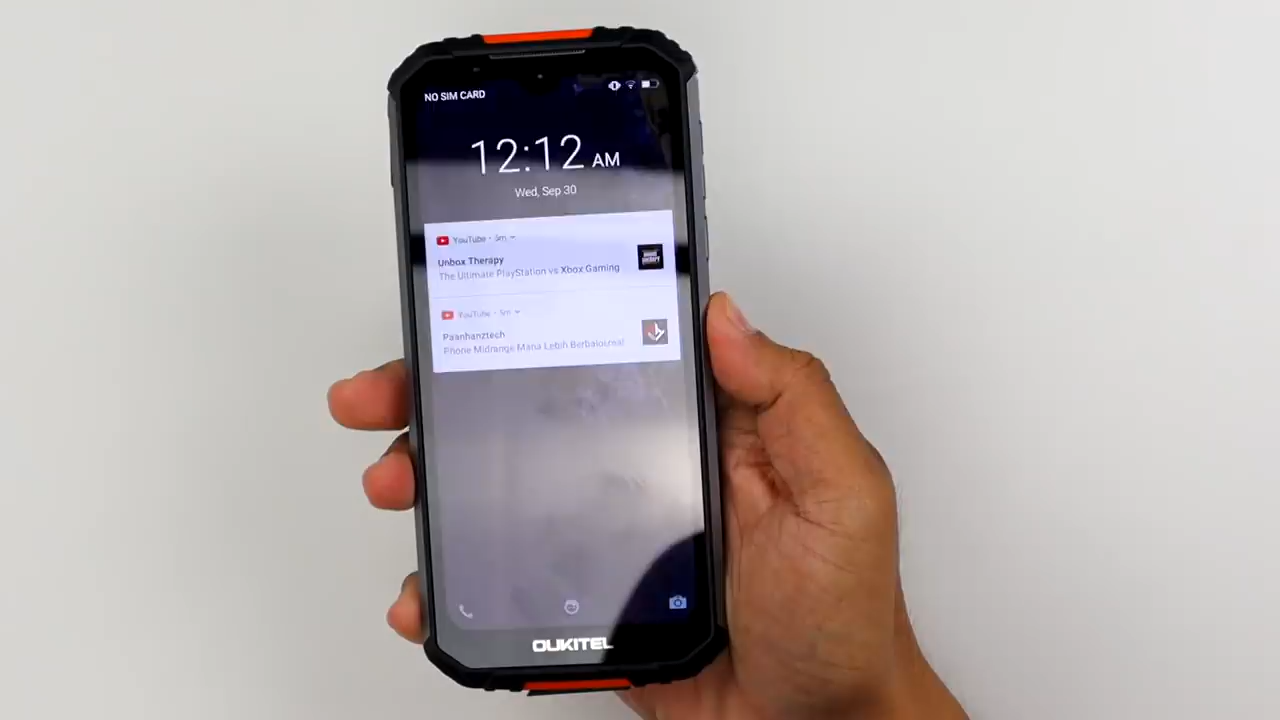 NO SIM CARD
12:12 AM
Wed, Sep 30
YouTube • 5m
Unbox Therapy
The Ultimate PlayStation vs Xbox Gaming
YouTube • 5m
Paanhanztech
Phone Midrange Mana Lebih Berbaloi:real
OUKITEL